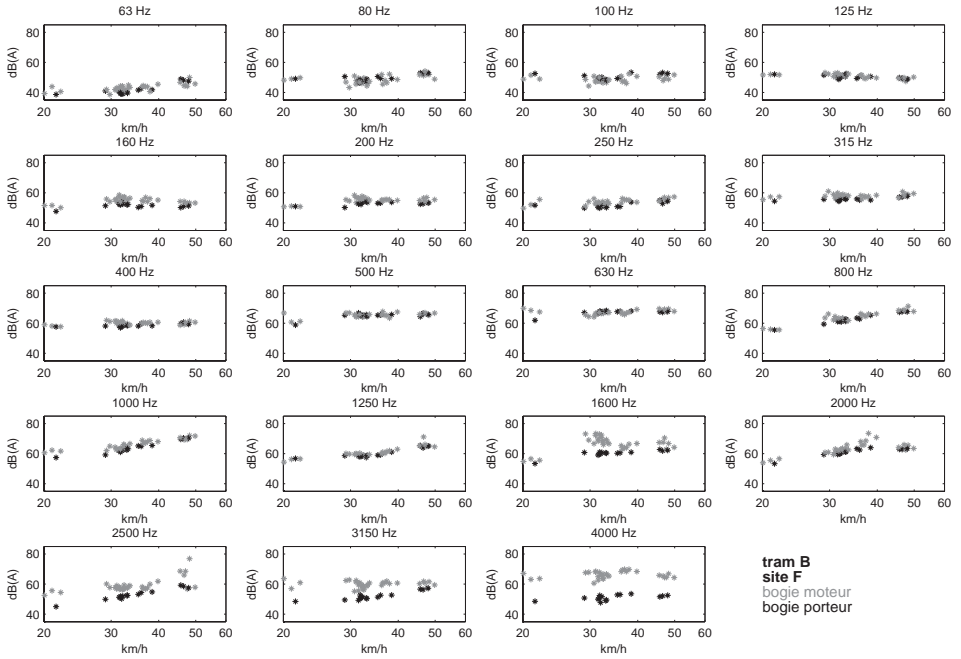 63 Hz 80 Hz 100 Hz 125 Hz
80 80 80 80
dB(A) 60 dB(A) 60 dB(A) 60 dB(A) 60
40 40 40 40
20 30 40 50 60 20 30 40 50 60 20 30 40 50 60 20 30 40 50 60
km/h km/h km/h km/h
160 Hz 200 Hz 250 Hz 315 Hz
80 80 80 80
dB(A) 60 dB(A) 60 dB(A) 60 dB(A) 60
40 40 40 40
20 30 40 50 60 20 30 40 50 60 20 30 40 50 60 20 30 40 50 60
km/h km/h km/h km/h
400 Hz 500 Hz 630 Hz 800 Hz
80 80 80 80
dB(A) 60 dB(A) 60 dB(A) 60 dB(A) 60
40 40 40 40
20 30 40 50 60 20 30 40 50 60 20 30 40 50 60 20 30 40 50 60
km/h km/h km/h km/h
1000 Hz 1250 Hz 1600 Hz 2000 Hz
80 80 80 80
dB(A) 60 dB(A) 60 dB(A) 60 dB(A) 60
40 40 40 40
20 30 40 50 60 20 30 40 50 60 20 30 40 50 60 20 30 40 50 60
km/h km/h km/h km/h
2500 Hz 3150 Hz 4000 Hz
80 80 80
dB(A) 60 dB(A) 60 dB(A) 60
40 40 40
20 30 40 50 60 20 30 40 50 60 20 30 40 50 60
km/h km/h km/h
tram B
site F
bogie moteur
bogie porteur